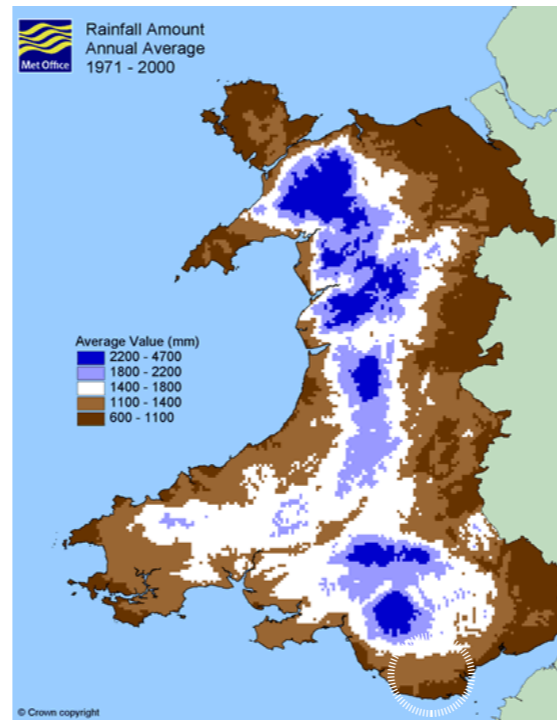 Met Office
Rainfall Amount
Annual Average
1971 - 2000
Average Value (mm)
2200 - 4700
1800 - 2200
1400 - 1800
1100 - 1400
600 - 1100
© Crown copyright